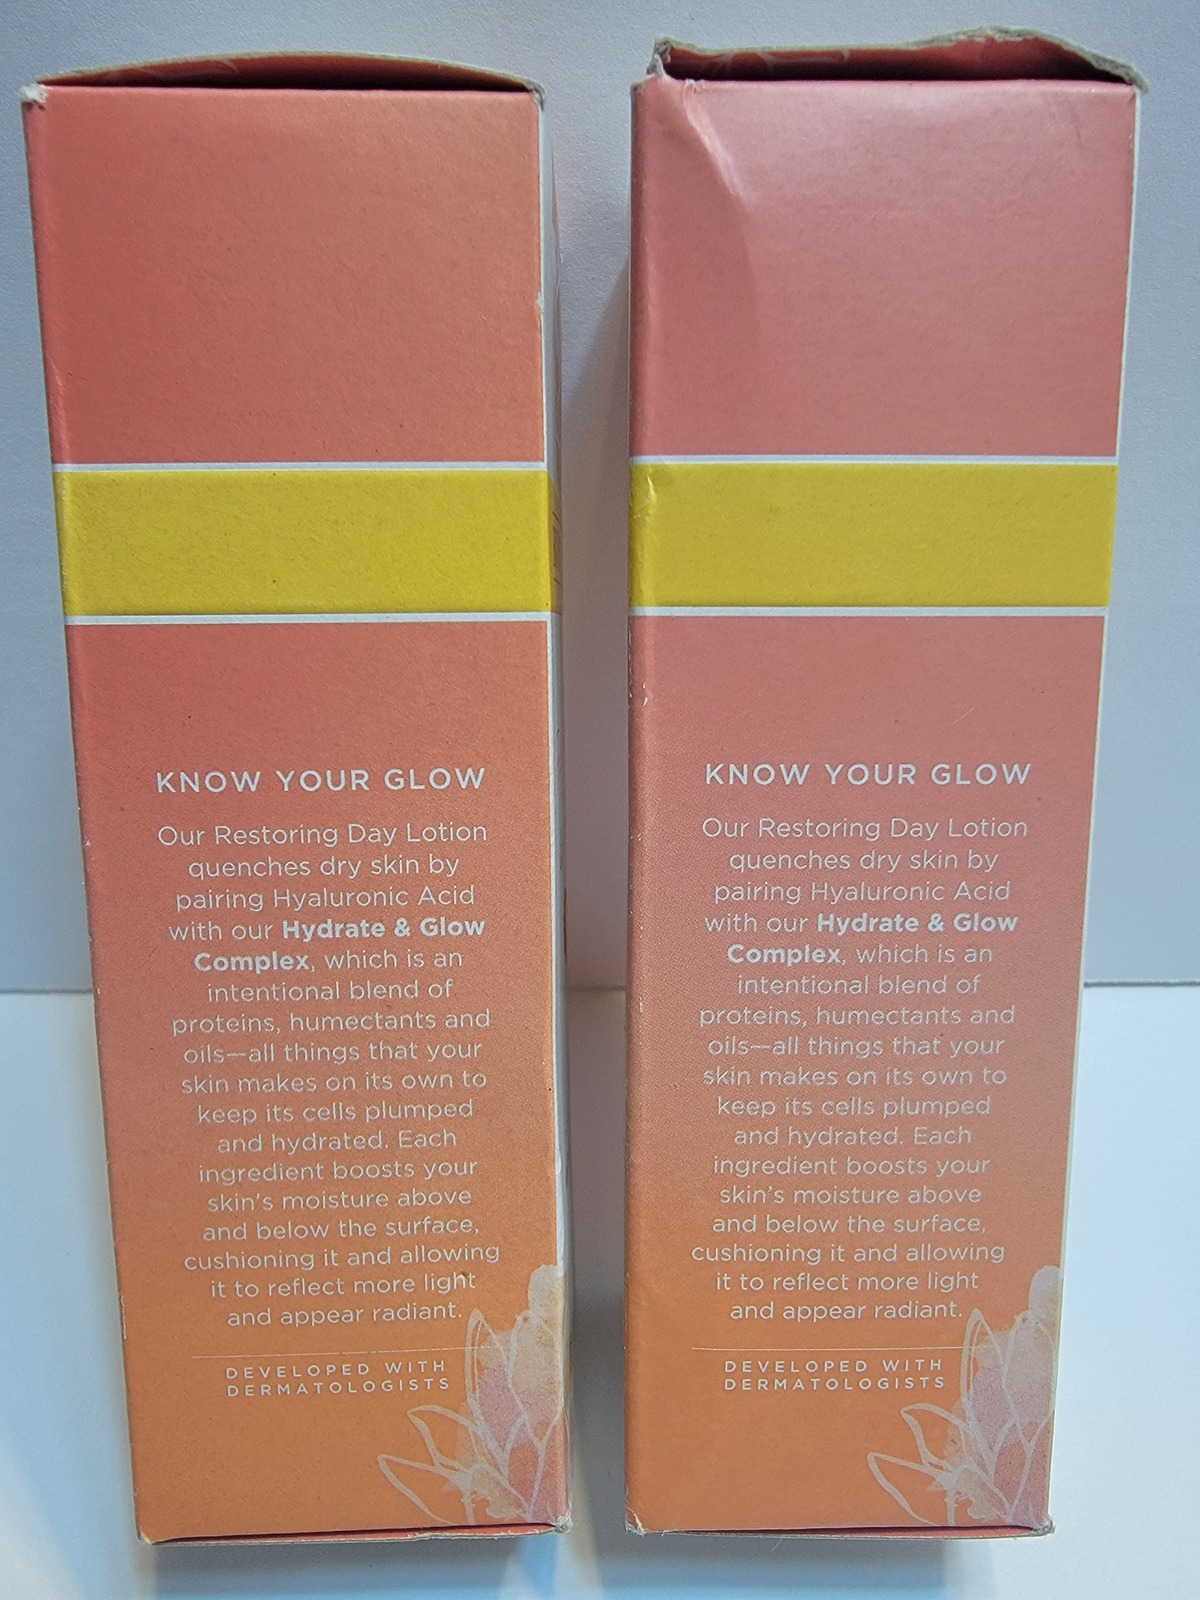 KNOW YOUR GLOW
Our Restoring Day Lotion
quenches dry skin by
pairing Hyaluronic Acid
with our Hydrate & Glow
Complex, which is an
intentional blend of
proteins, humectants and
oils—all things that your
skin makes on its own to
keep its cells plumped
and hydrated. Each
ingredient boosts your
skin's moisture above
and below the surface,
cushioning it and allowing
it to reflect more light
and appear radiant.
DEVELOPED WITH
DERMATOLOGISTS
KNOW YOUR GLOW
Our Restoring Day Lotion
quenches dry skin by
pairing Hyaluronic Acid
with our Hydrate & Glow
Complex, which is an
intentional blend of
proteins, humectants and
oils—all things that your
skin makes on its own to
keep its cells plumped
and hydrated. Each
ingredient boosts your
skin's moisture above
and below the surface,
cushioning it and allowing
it to reflect more light
and appear radiant.
DEVELOPED WITH
DERMATOLOGISTS